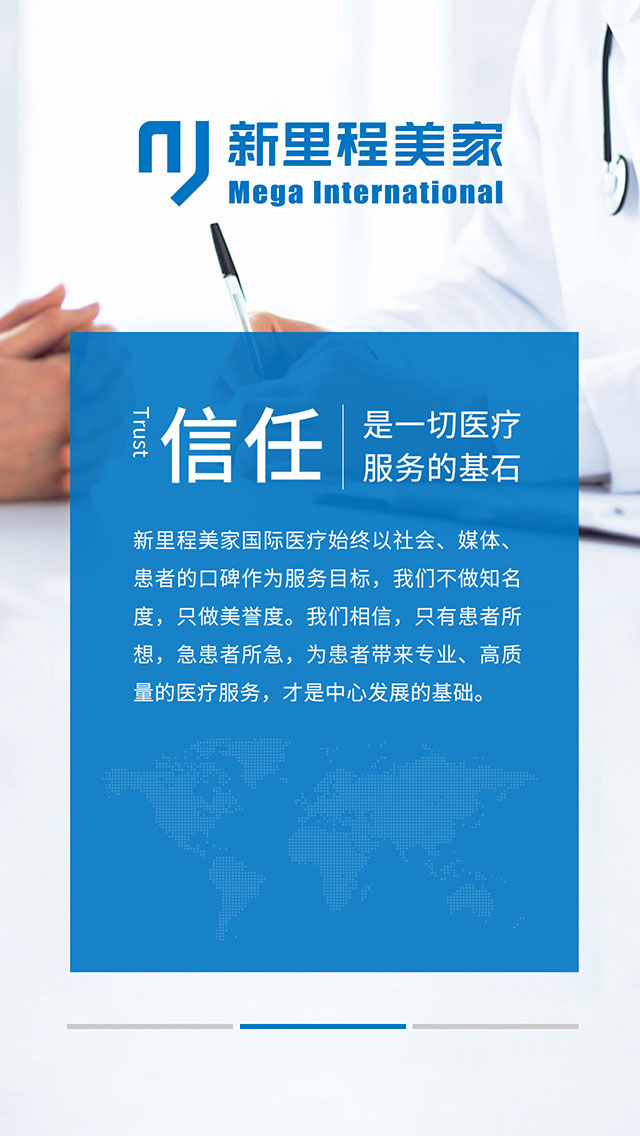 新里程美家
Mega International
Trust
信任
是一切医疗
服务的基石
新里程美家国际医疗始终以社会、媒体、
患者的口碑作为服务目标，我们不做知名
度，只做美誉度。我们相信，只有患者所
想，急患者所急，为患者带来专业、高质
量的医疗服务，才是中心发展的基础。